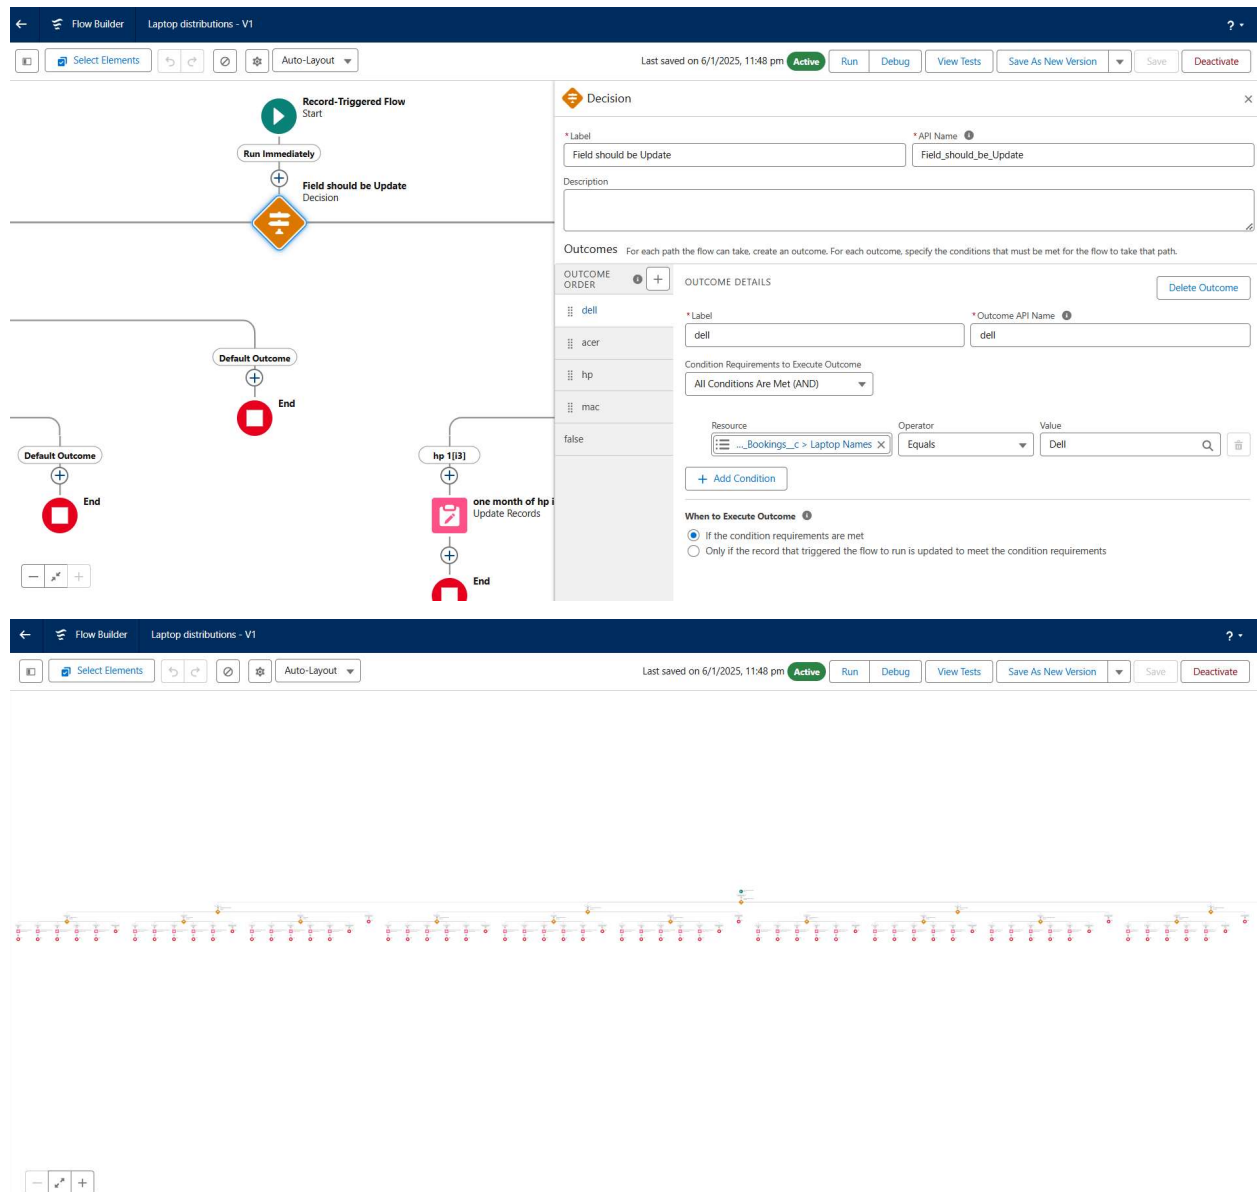 Flow Builder Laptop distributions - V1 ?
Select Elements Auto-Layout Last saved on 6/1/2025, 11:48 pm Active Run Debug View Tests Save As New Version Save Deactivate
Record-Triggered Flow
Start
Run Immediately
Field should be Update
Decision
Default Outcome
End
Default Outcome
End
hp 1[i3]
one month of hp i
Update Records
End
Decision
*Label
Field should be Update
*API Name
Field_should_be_Update
Description
Outcomes For each path the flow can take, create an outcome. For each outcome, specify the conditions that must be met for the flow to take that path.
OUTCOME
ORDER
dell
acer
hp
mac
false
OUTCOME DETAILS
Delete Outcome
*Label
dell
*Outcome API Name
dell
Condition Requirements to Execute Outcome
All Conditions Are Met (AND)
Resource Operator Value
..._Bookings__c > Laptop Names Equals Dell
+ Add Condition
When to Execute Outcome
If the condition requirements are met
Only if the record that triggered the flow to run is updated to meet the condition requirements
Flow Builder Laptop distributions - V1 ?
Select Elements Auto-Layout Last saved on 6/1/2025, 11:48 pm Active Run Debug View Tests Save As New Version Save Deactivate